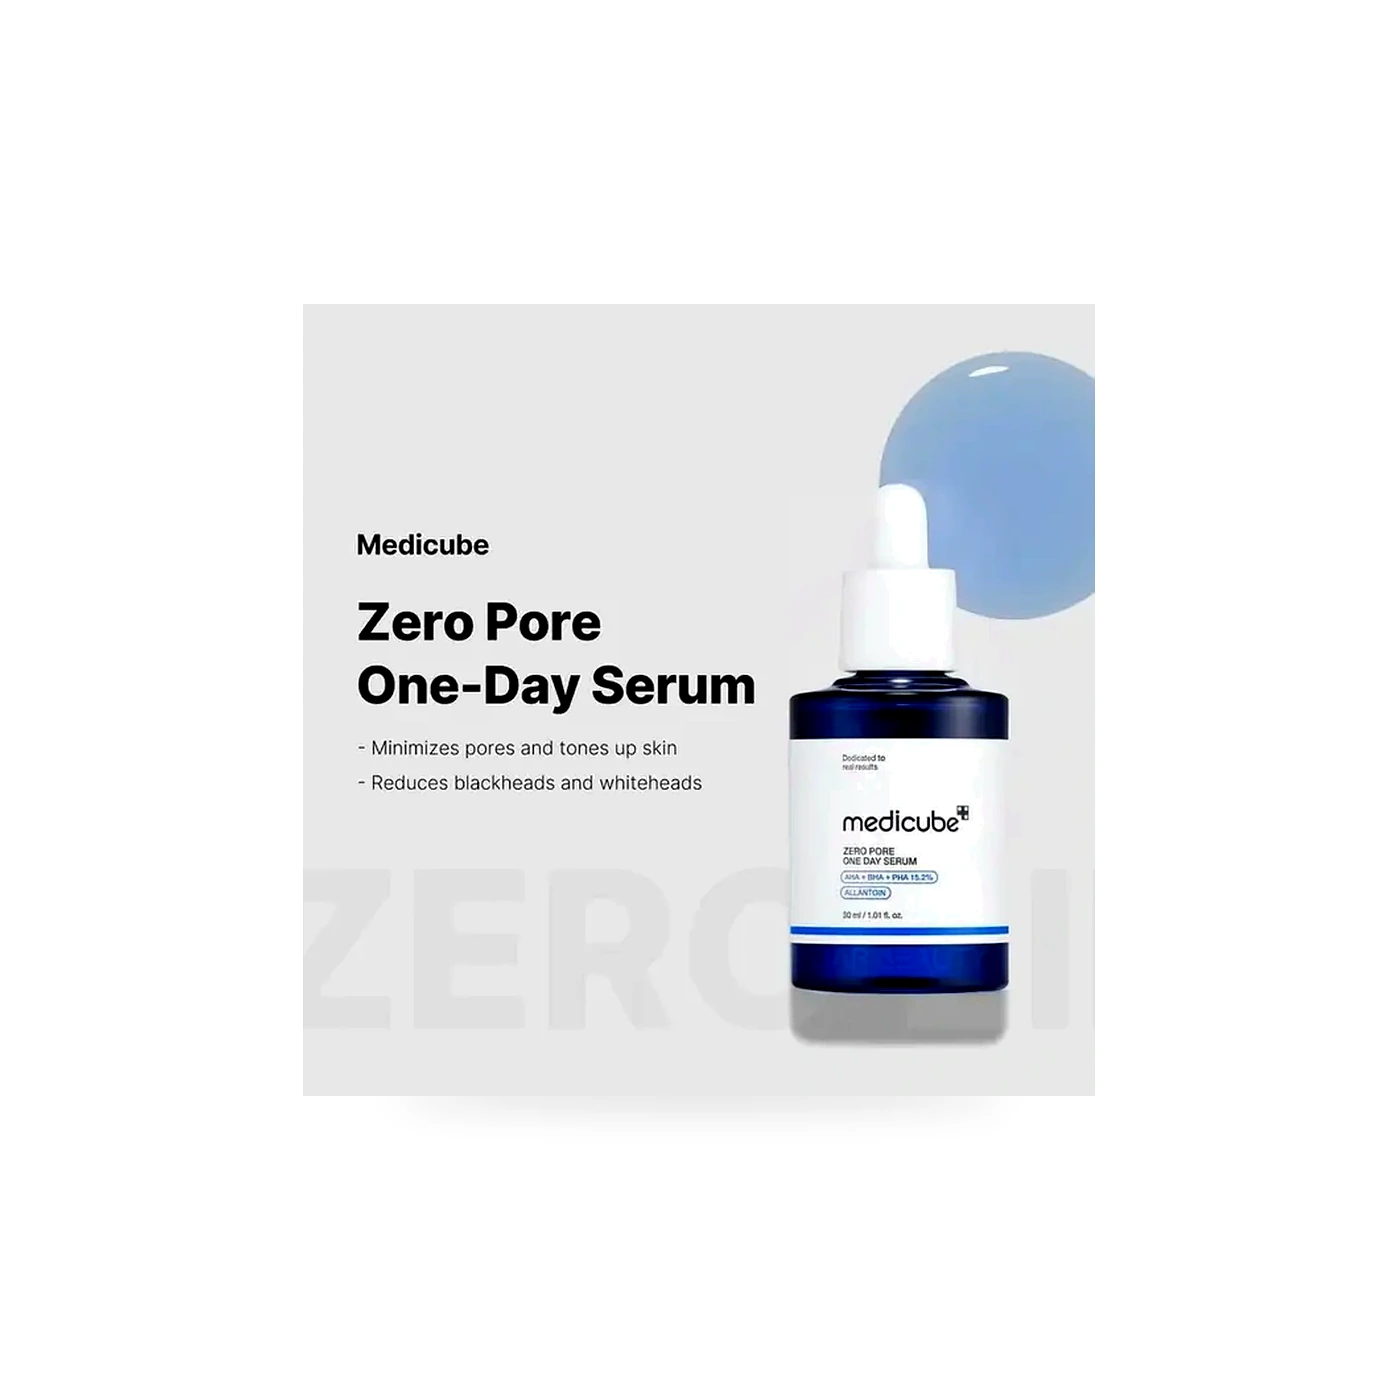 Medicube
Zero Pore
One-Day Serum
- Minimizes pores and tones up skin
- Reduces blackheads and whiteheads
Dedicated to
real results
medicube
ZERO PORE
ONE DAY SERUM
AHA + BHA + PHA 15.2%
ALLANTOIN
30 ml / 1.01 fl. oz.
ZERO